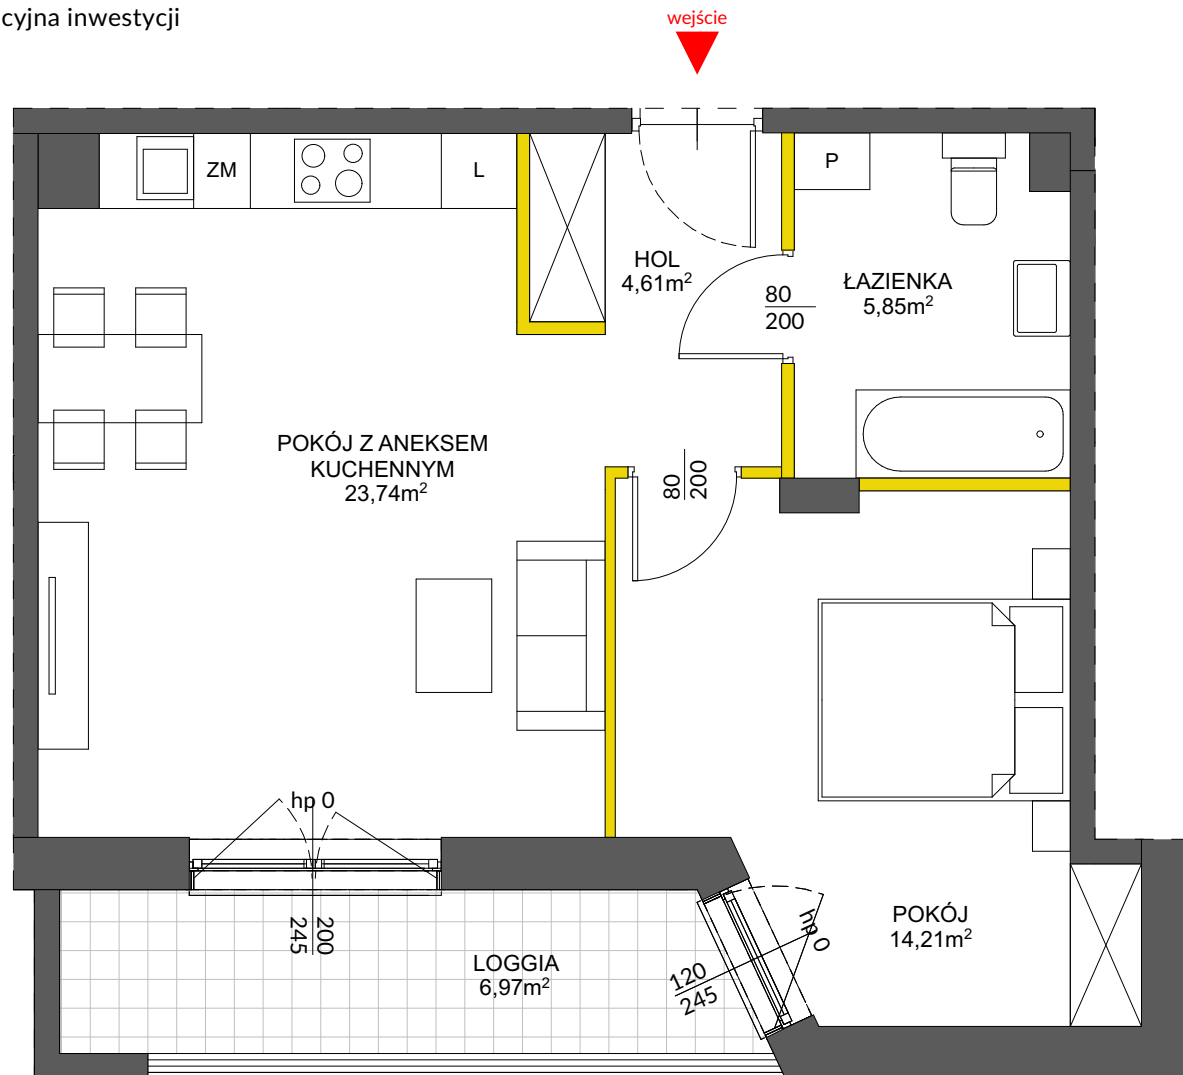 cyjna inwestycji
wejście
ZM
L
P
HOL
4,61m²
ŁAZIENKA
5,85m²
80
200
POKÓJ Z ANEKSEM
KUCHENNYM
23,74m²
80
200
hp 0
200
245
hp 0
120
245
POKÓJ
14,21m²
LOGGIA
6,97m²